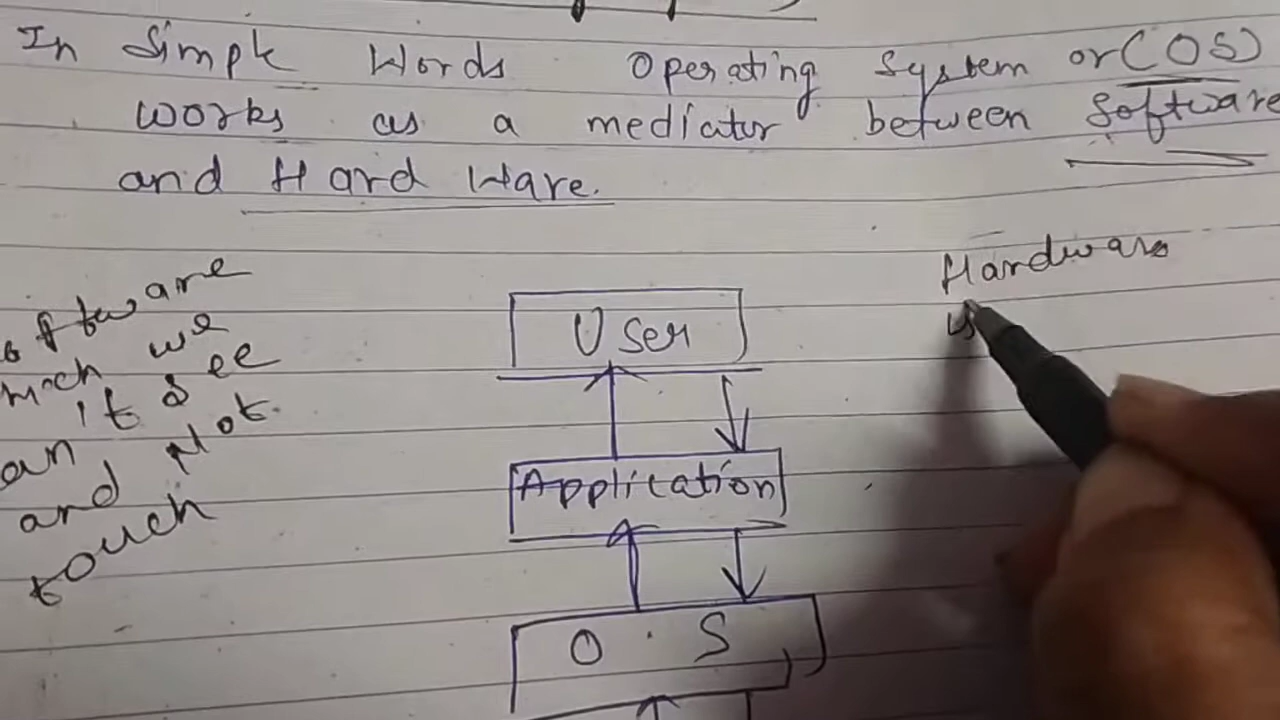 In Simple Words Operating System or (OS)
works as a mediator between Software
and Hard Ware.
Hardware
software
which we
it see
and Not
touch
User
Application
O.S